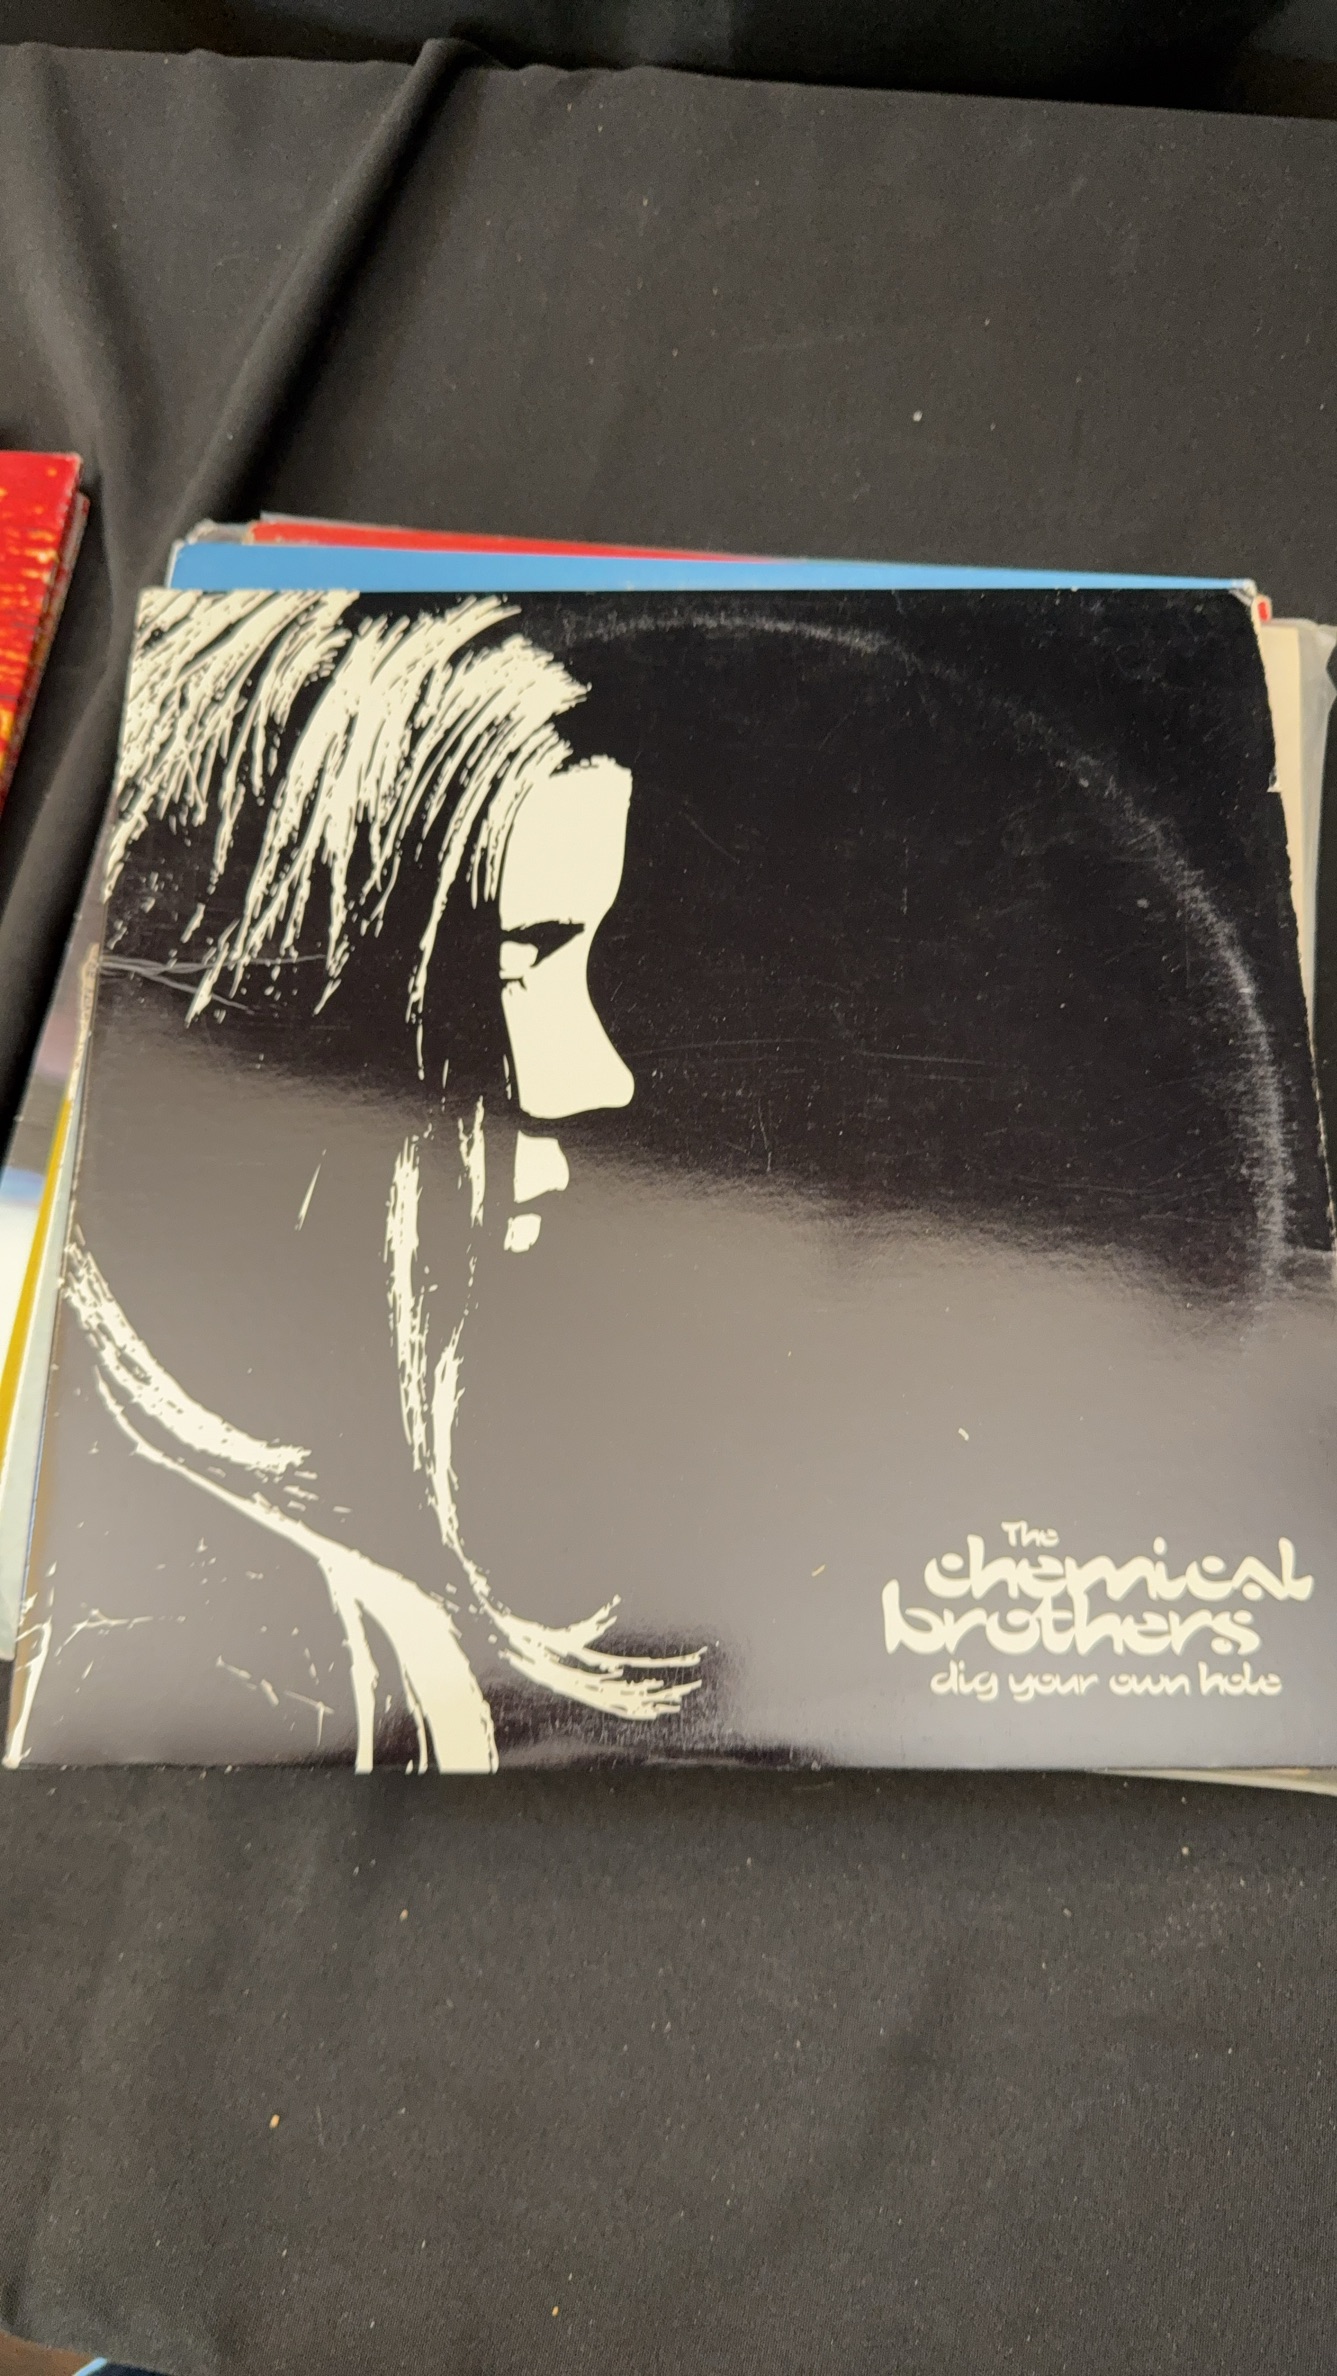 The
chemical
brothers
dig your own hole